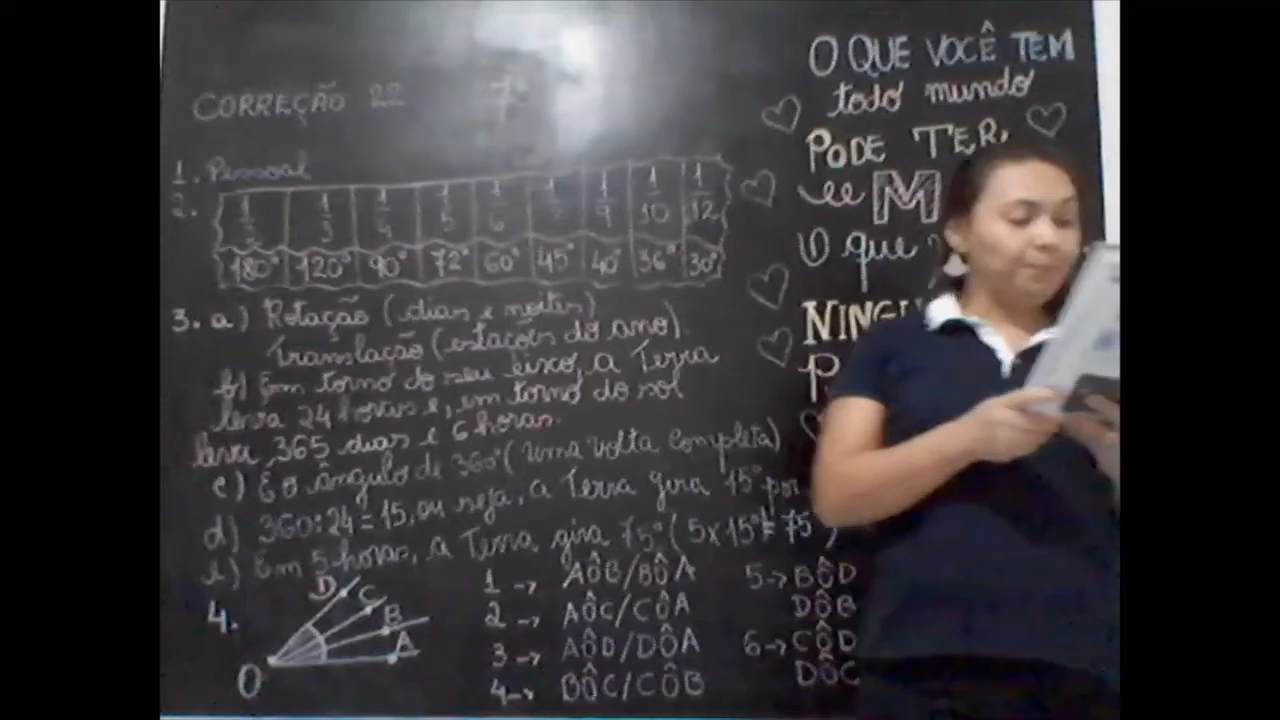 CORREÇÃO 22 7º
1. Pessoal
2.
1/2 1/3 1/4 1/5 1/6 1/9 1/10 1/12
180° 120° 90° 72° 60° 45° 40° 36° 30°
3. a) Rotação (dias e noites)
Translação (estações do ano).
b) Em torno do seu eixo, a Terra
leva 24 horas e, em torno do sol
leva 365 dias e 6 horas.
c) É o ângulo de 360° (uma volta completa)
d) 360:24=15, ou seja, a Terra gira 15° por
e) Em 5 horas, a Terra gira 75° (5x15°=75°)
4.
D C B A O
1 → AÔB/BÔA
2 → AÔC/CÔA
3 → AÔD/DÔA
4 → BÔC/CÔB
5 → BÔD
DÔB
6 → CÔD
DÔC
O QUE VOCÊ TEM
todo mundo
PODE TER,
M
O que
NINGU
P